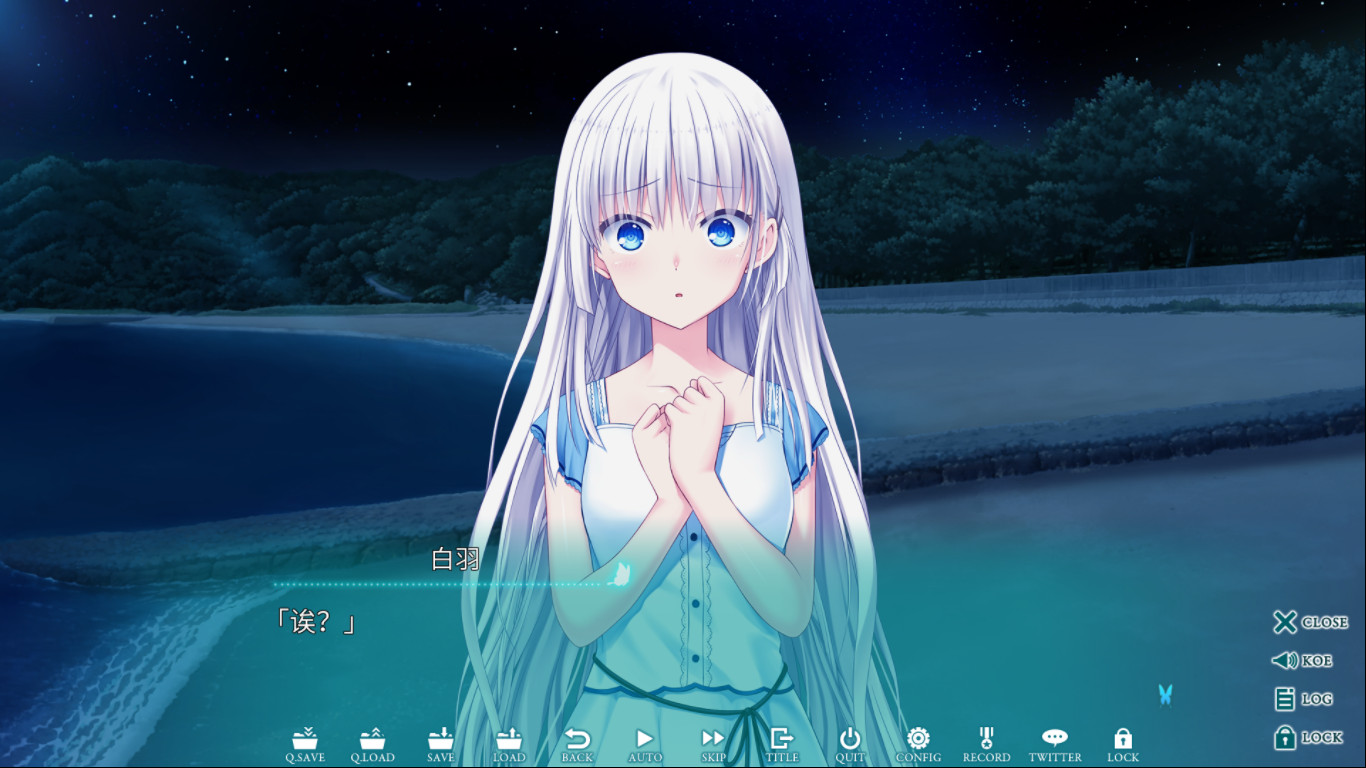 白羽
「诶？」
CLOSE
KOE
LOG
LOCK
Q.SAVE Q.LOAD SAVE LOAD BACK AUTO SKIP TITLE QUIT CONFIG RECORD TWITTER LOCK